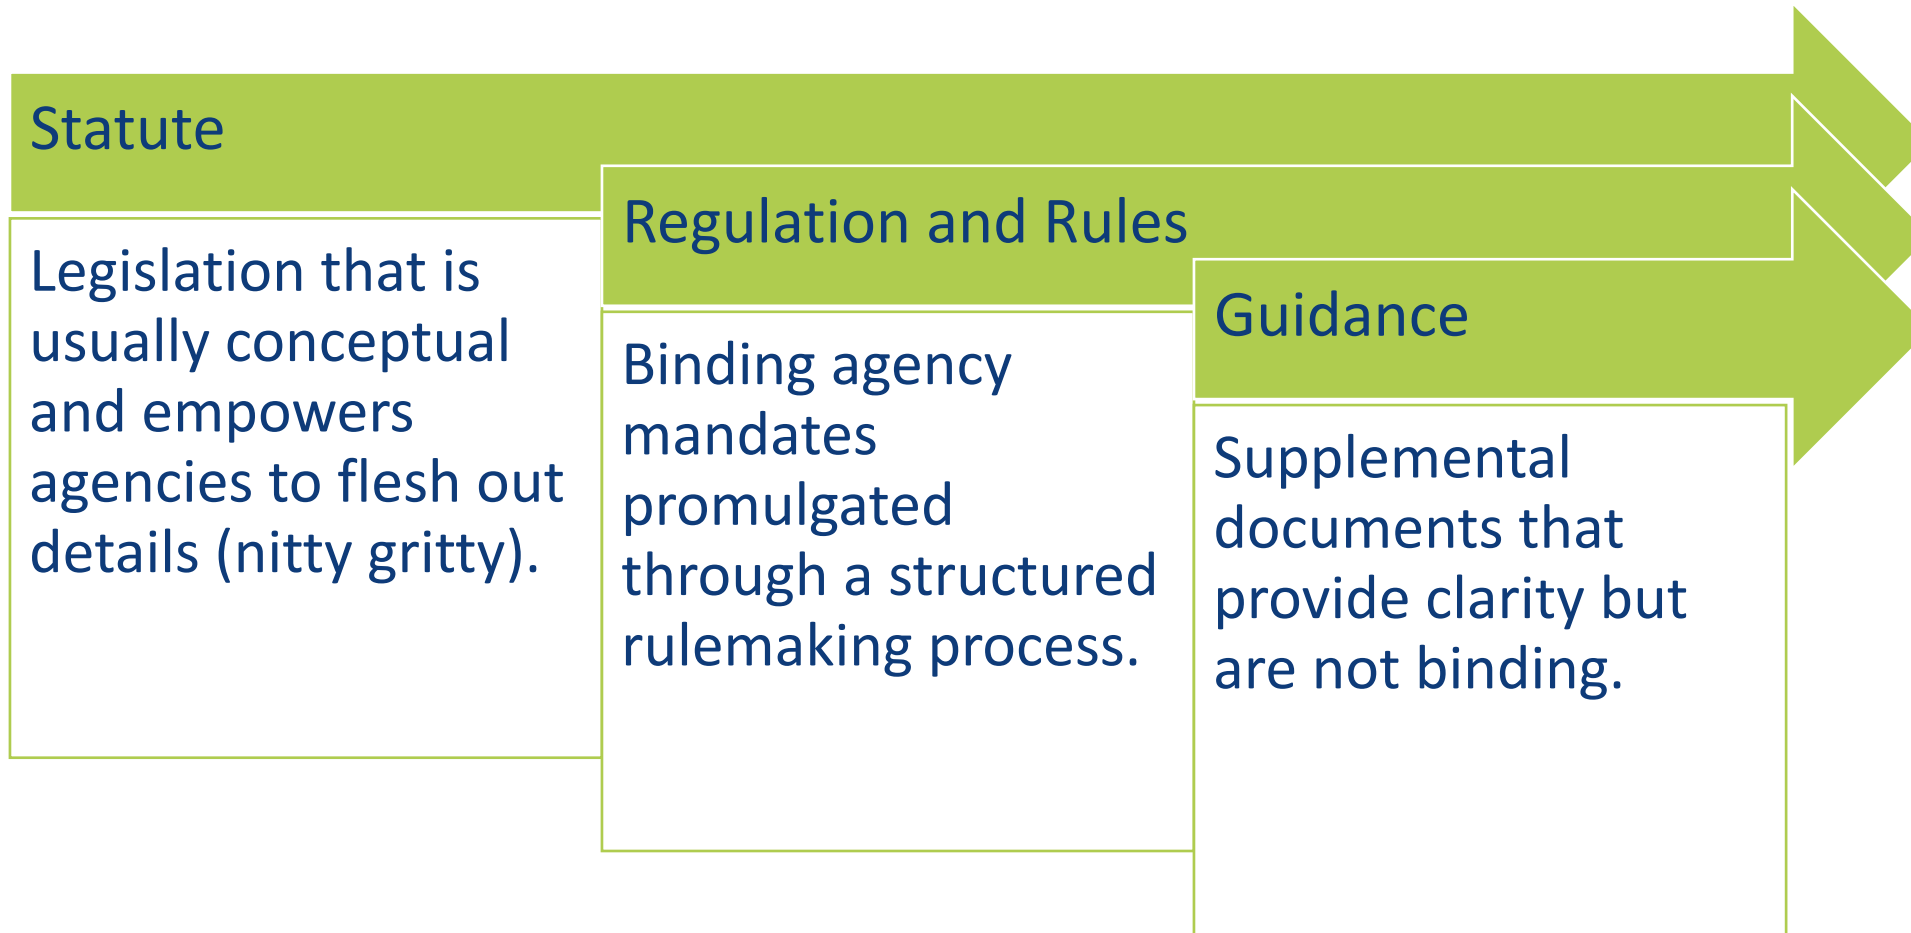 Statute
Legislation that is
usually conceptual
and empowers
agencies to flesh out
details (nitty gritty).
Regulation and Rules
Binding agency
mandates
promulgated
through a structured
rulemaking process.
Guidance
Supplemental
documents that
provide clarity but
are not binding.